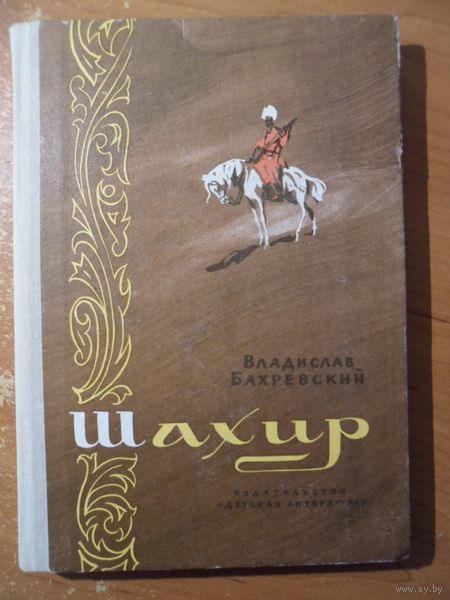 Владислав
Бахревский
Шахир
Издательство
«Детская литература»
www.ay.by